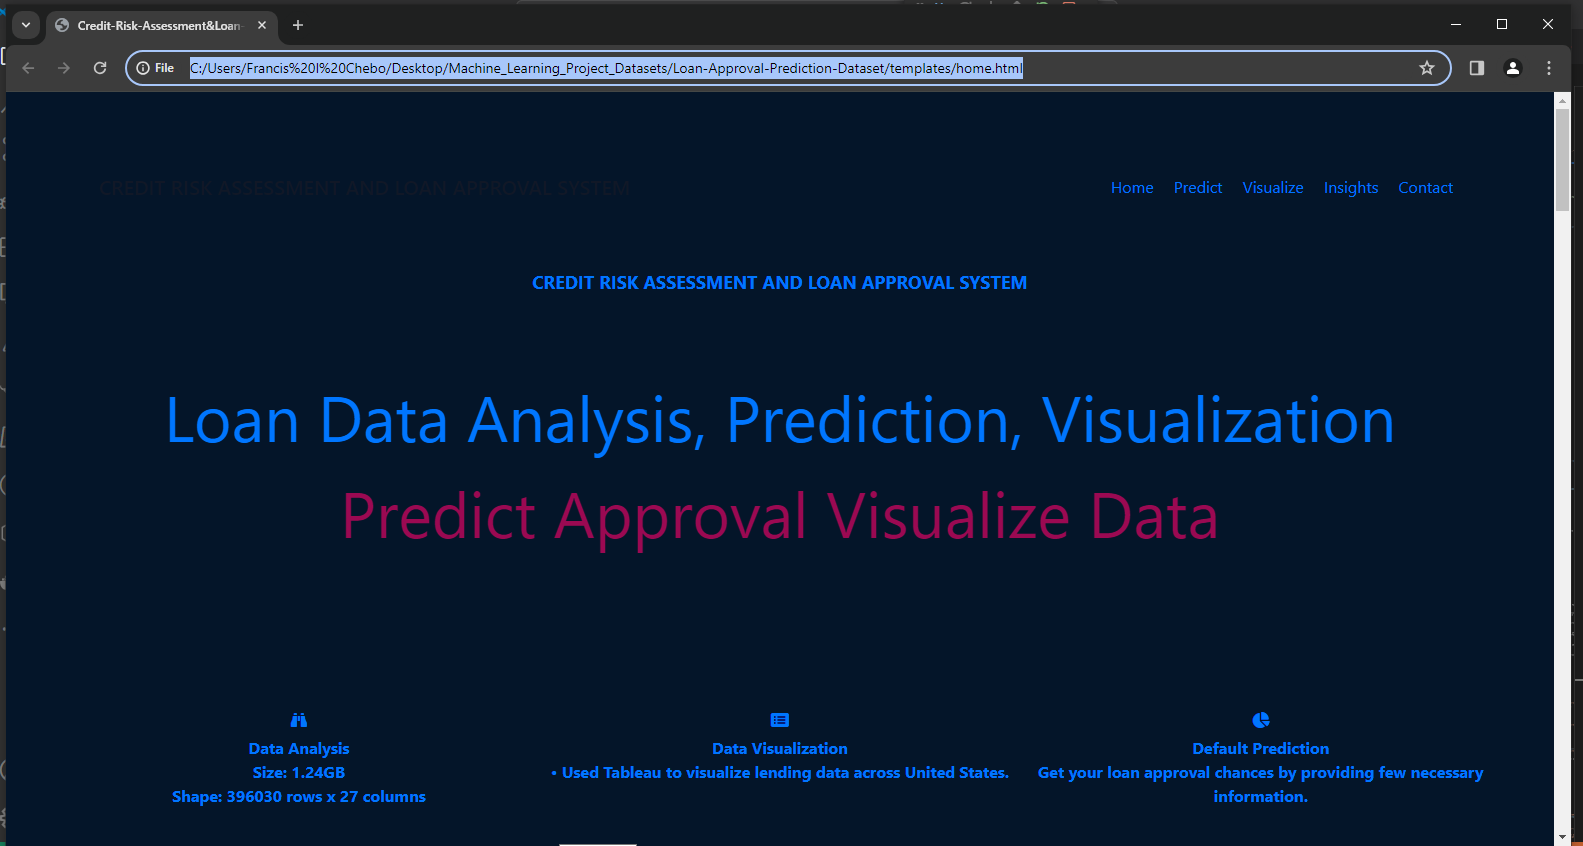 Credit-Risk-Assessment&Loan-
File C:/Users/Francis%20I%20Chebo/Desktop/Machine_Learning_Project_Datasets/Loan-Approval-Prediction-Dataset/templates/home.html
CREDIT RISK ASSESSMENT AND LOAN APPROVAL SYSTEM
Home Predict Visualize Insights Contact
CREDIT RISK ASSESSMENT AND LOAN APPROVAL SYSTEM
Loan Data Analysis, Prediction, Visualization
Predict Approval Visualize Data
Data Analysis
Size: 1.24GB
Shape: 396030 rows x 27 columns
Data Visualization
• Used Tableau to visualize lending data across United States.
Default Prediction
Get your loan approval chances by providing few necessary
information.